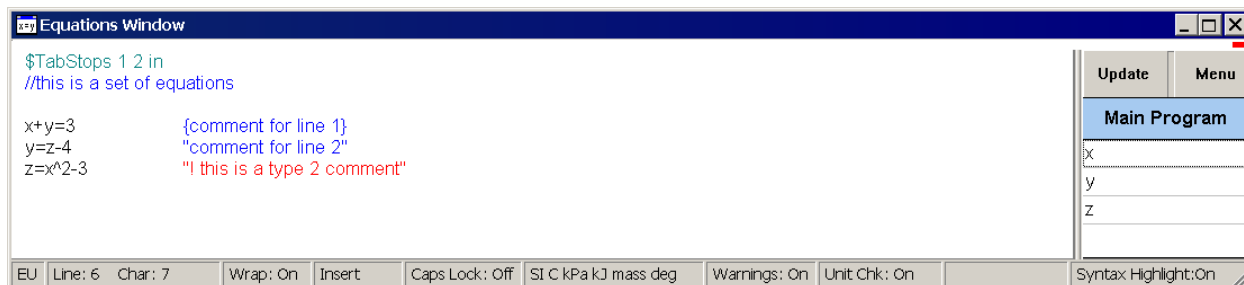 x=y Equations Window
$TabStops 1 2 in
//this is a set of equations
x+y=3 {comment for line 1}
y=z-4 "comment for line 2"
z=x^2-3 "! this is a type 2 comment"
Update Menu
Main Program
x
y
z
EU Line: 6 Char: 7 Wrap: On Insert Caps Lock: Off SI C kPa kJ mass deg Warnings: On Unit Chk: On Syntax Highlight:On